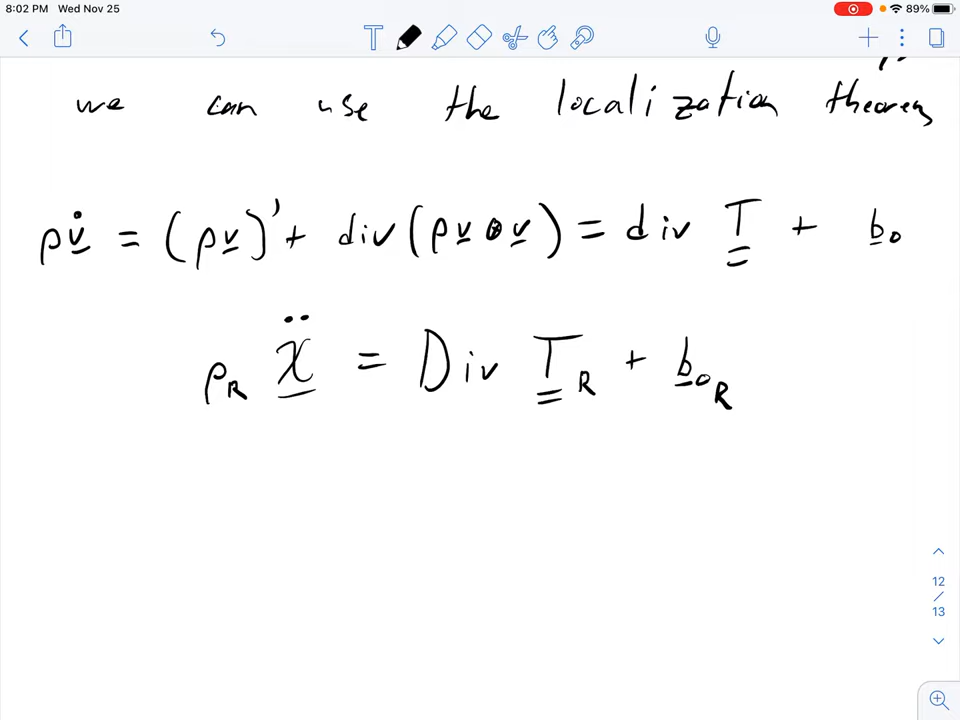 8:02 PM Wed Nov 25 89%
we can use the localization theorem
ρv̇ = (ρv)′ + div(ρv⊗v) = div T + b₀
ρ_R χ̈ = Div T_R + b₀_R
12
/
13